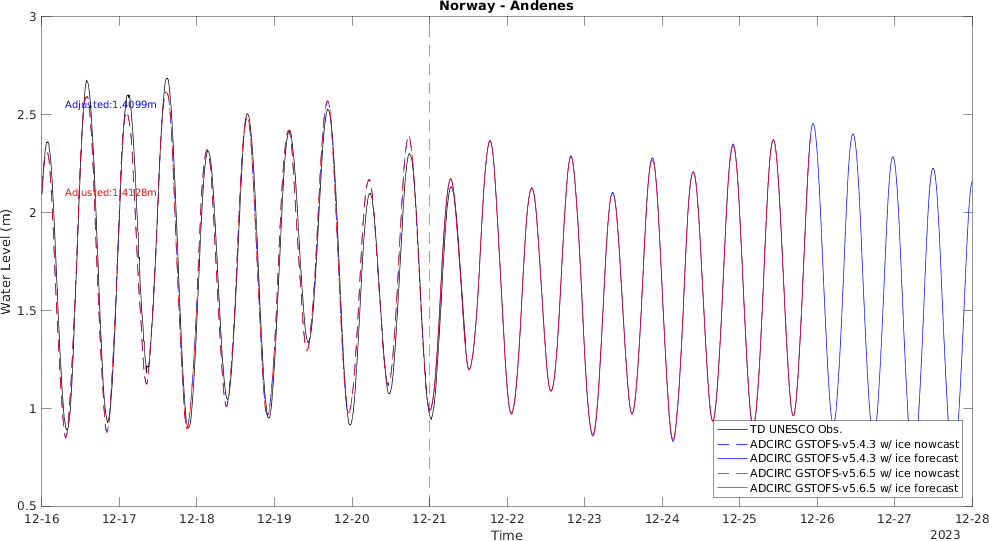 Norway - Andenes
3
2.5
2
1.5
1
0.5
Water Level (m)
Adjusted:1.4099m
Adjusted:1.4128m
TD UNESCO Obs.
ADCIRC GSTOFS-v5.4.3 w/ ice nowcast
ADCIRC GSTOFS-v5.4.3 w/ ice forecast
ADCIRC GSTOFS-v5.6.5 w/ ice nowcast
ADCIRC GSTOFS-v5.6.5 w/ ice forecast
12-16 12-17 12-18 12-19 12-20 12-21 12-22 12-23 12-24 12-25 12-26 12-27 12-28
Time
2023